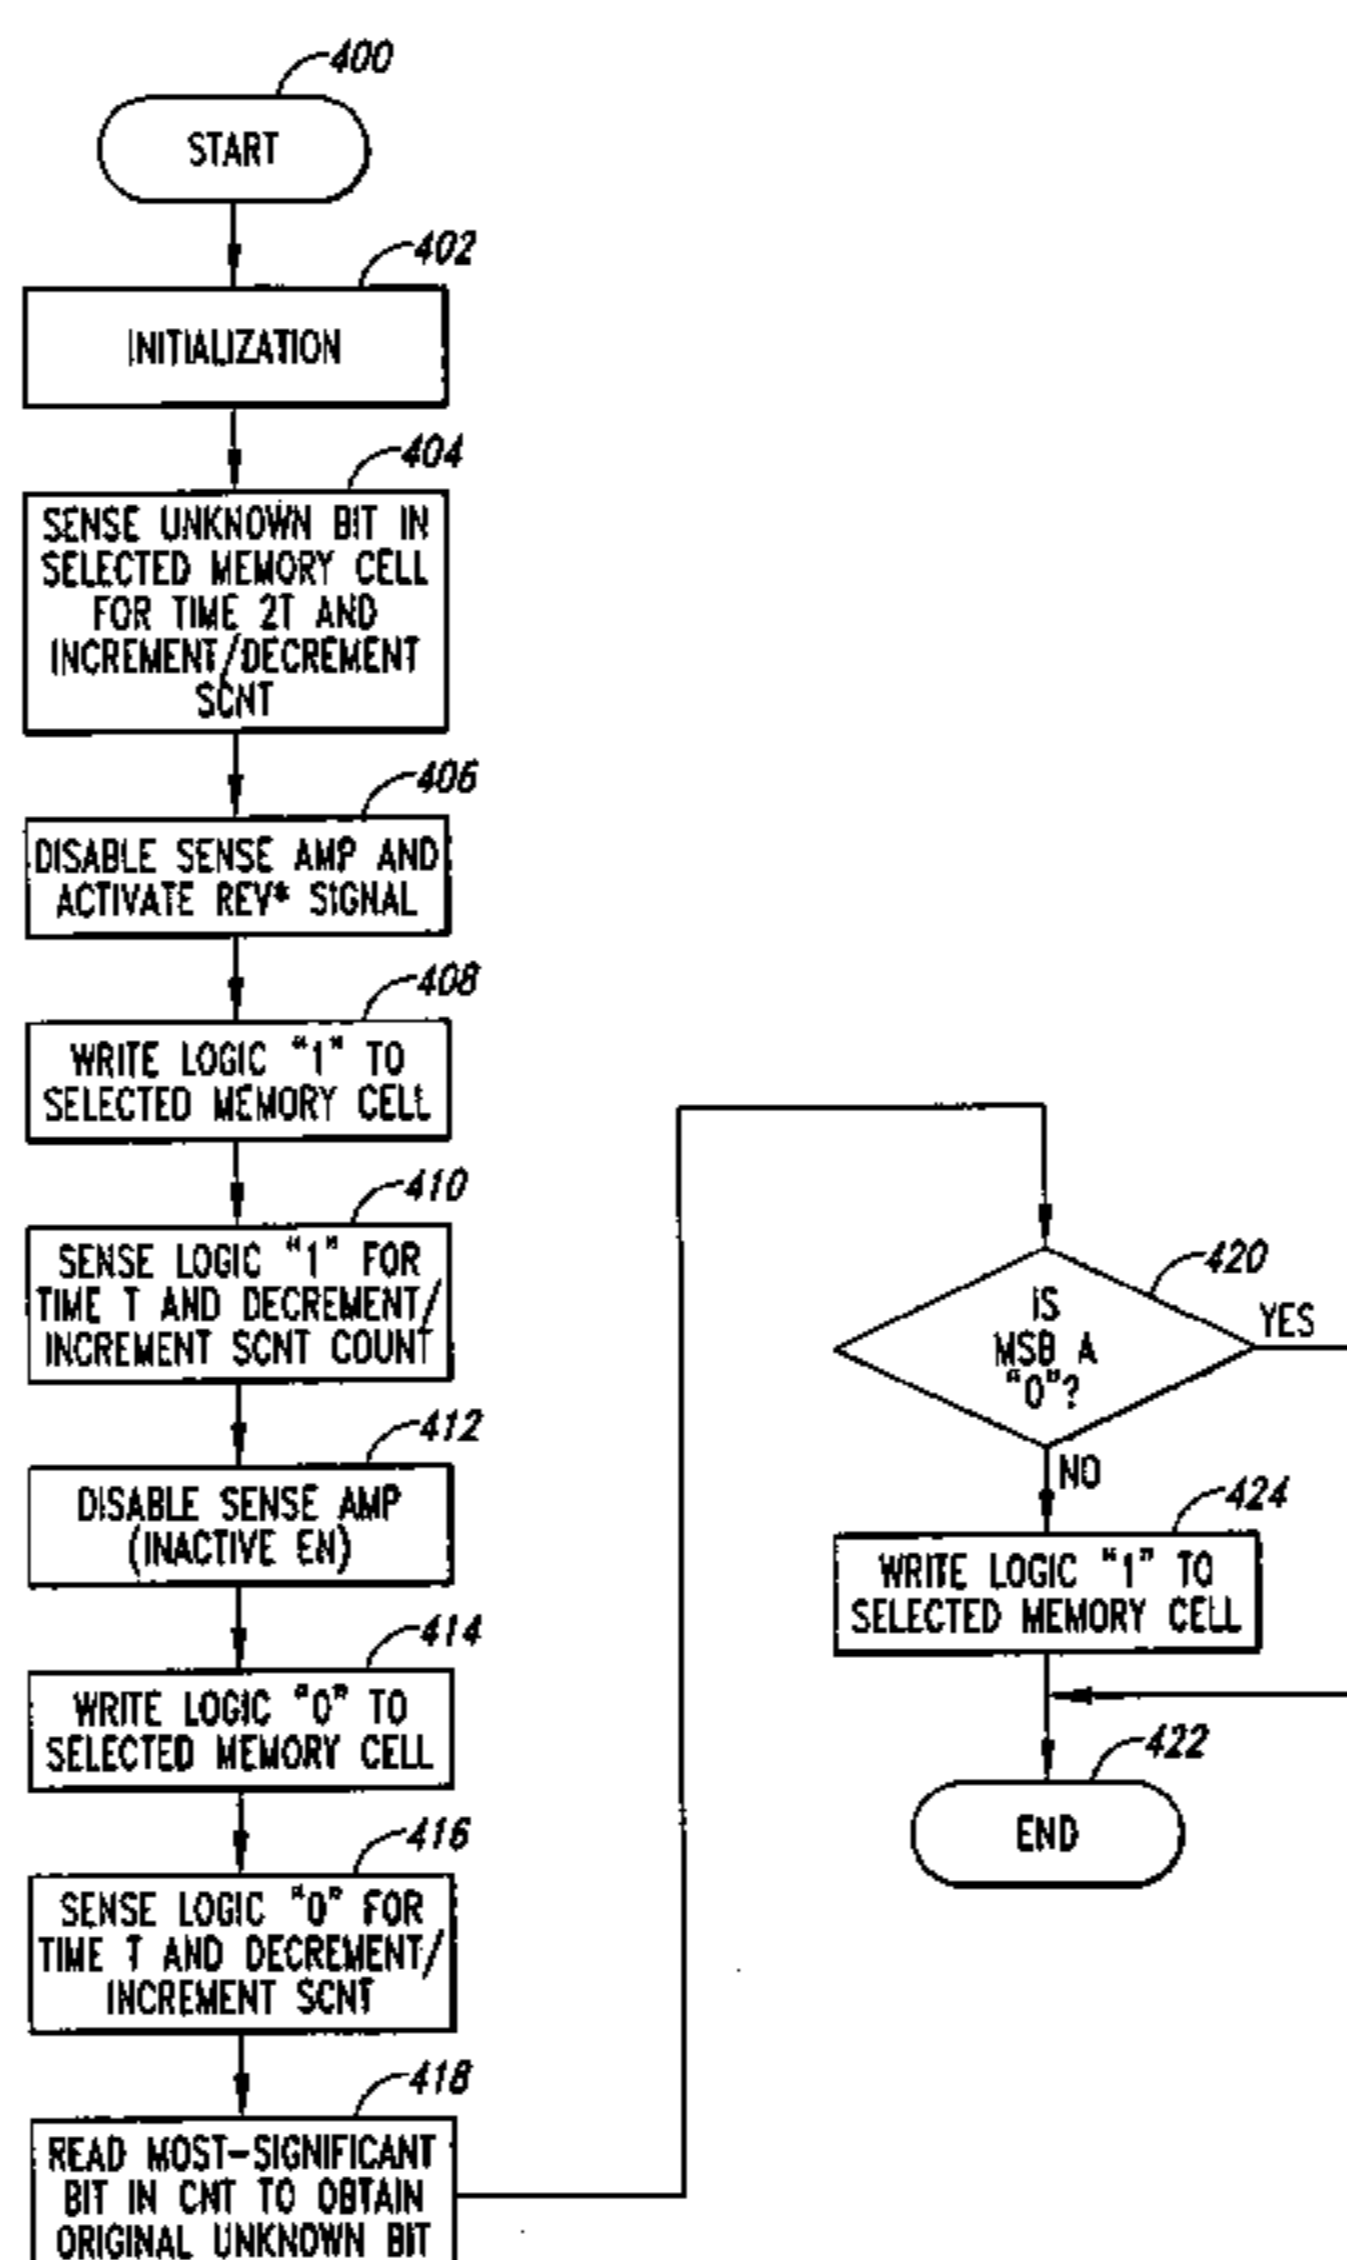 400
START
402
INITIALIZATION
404
SENSE UNKNOWN BIT IN
SELECTED MEMORY CELL
FOR TIME 2T AND
INCREMENT/DECREMENT
SCNT
406
DISABLE SENSE AMP AND
ACTIVATE REV* SIGNAL
408
WRITE LOGIC "1" TO
SELECTED MEMORY CELL
410
SENSE LOGIC "1" FOR
TIME T AND DECREMENT/
INCREMENT SCNT COUNT
412
DISABLE SENSE AMP
(INACTIVE EN)
414
WRITE LOGIC "0" TO
SELECTED MEMORY CELL
416
SENSE LOGIC "0" FOR
TIME T AND DECREMENT/
INCREMENT SCNT
418
READ MOST-SIGNIFICANT
BIT IN CNT TO OBTAIN
ORIGINAL UNKNOWN BIT
420
IS
MSB A
"0"?
YES
NO
424
WRITE LOGIC "1" TO
SELECTED MEMORY CELL
422
END